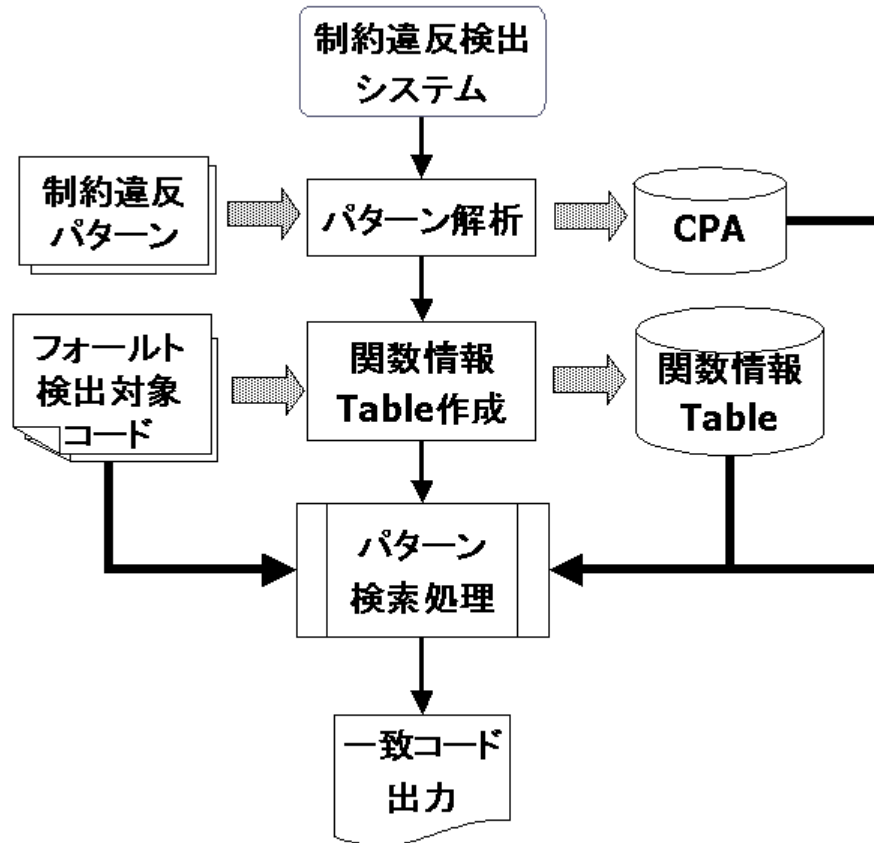 制約違反検出
システム
制約違反
パターン
パターン解析
CPA
フォールト
検出対象
コード
関数情報
Table作成
関数情報
Table
パターン
検索処理
一致コード
出力